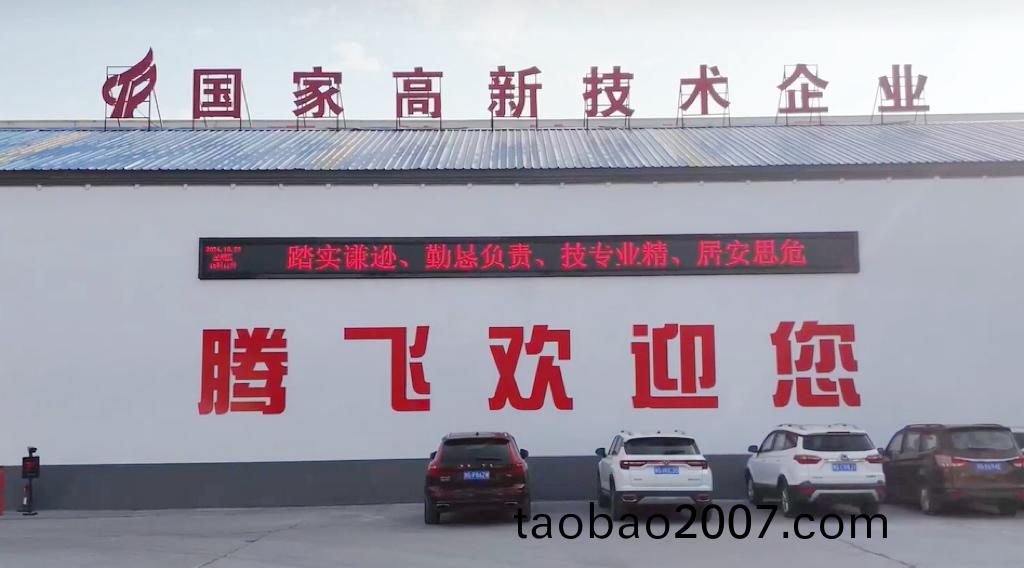 国家高新技术企业
踏实谦逊、勤恳负责、技专业精、居安思危
腾飞欢迎您
taobao2007.com